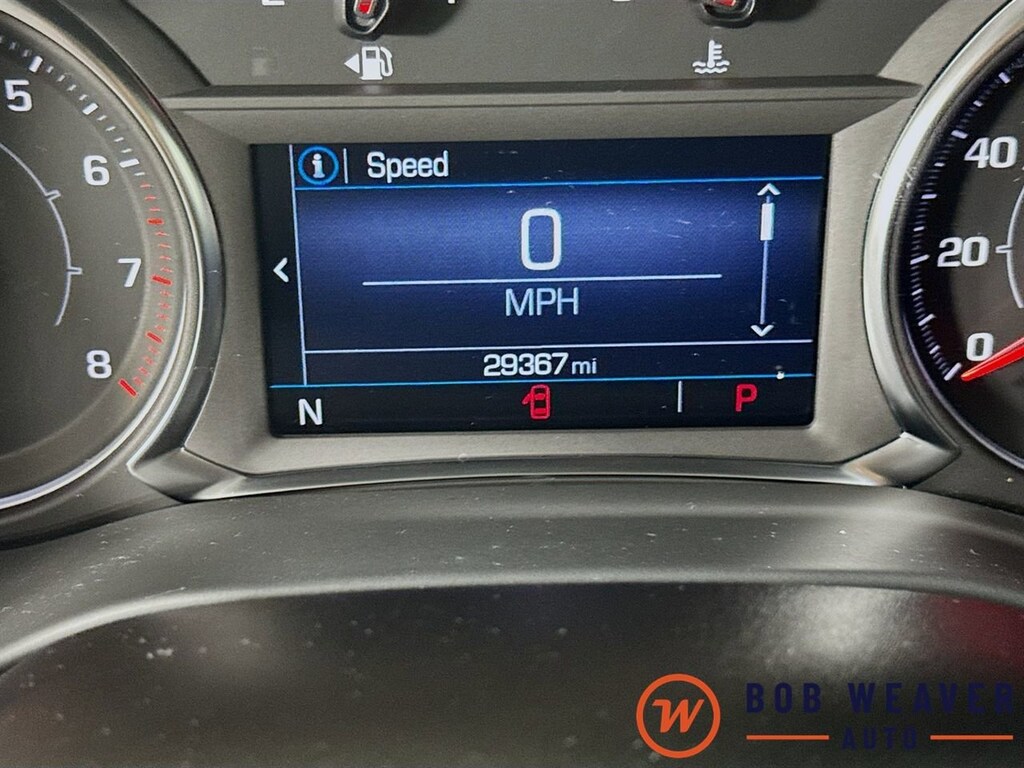 5
6
7
8
i Speed
0
MPH
29367 mi
N P
40
20
0
W BOB WEAVER
AUTO